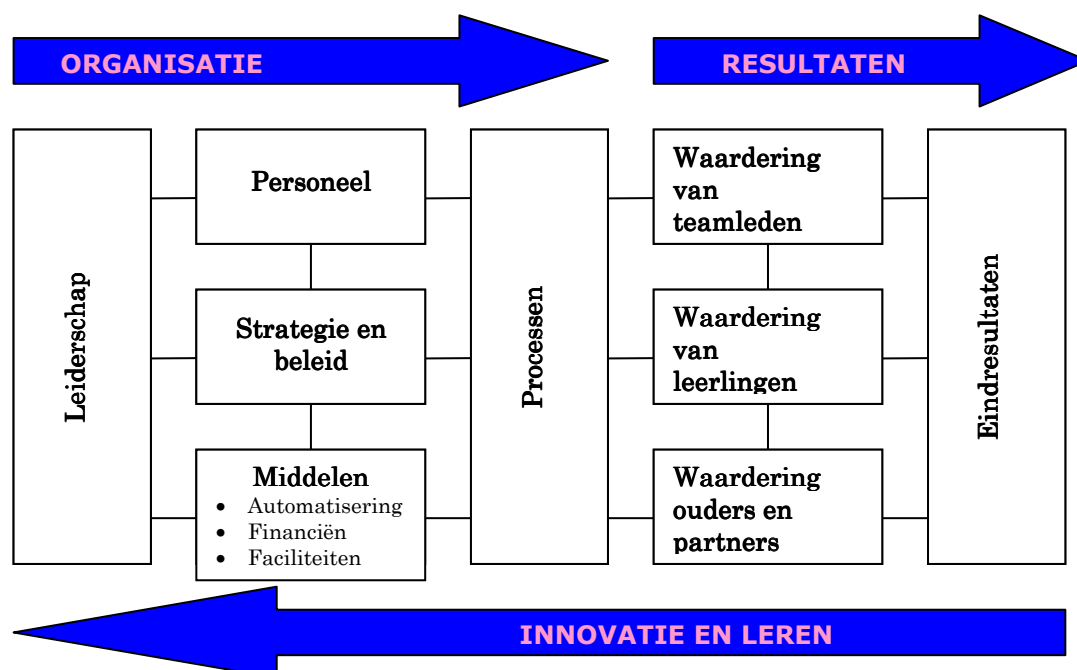 ORGANISATIE
RESULTATEN
Leiderschap
Personeel
Strategie en
beleid
Middelen
• Automatisering
• Financiën
• Faciliteiten
Processen
Waardering
van
teamleden
Waardering
van
leerlingen
Waardering
ouders en
partners
Eindresultaten
INNOVATIE EN LEREN